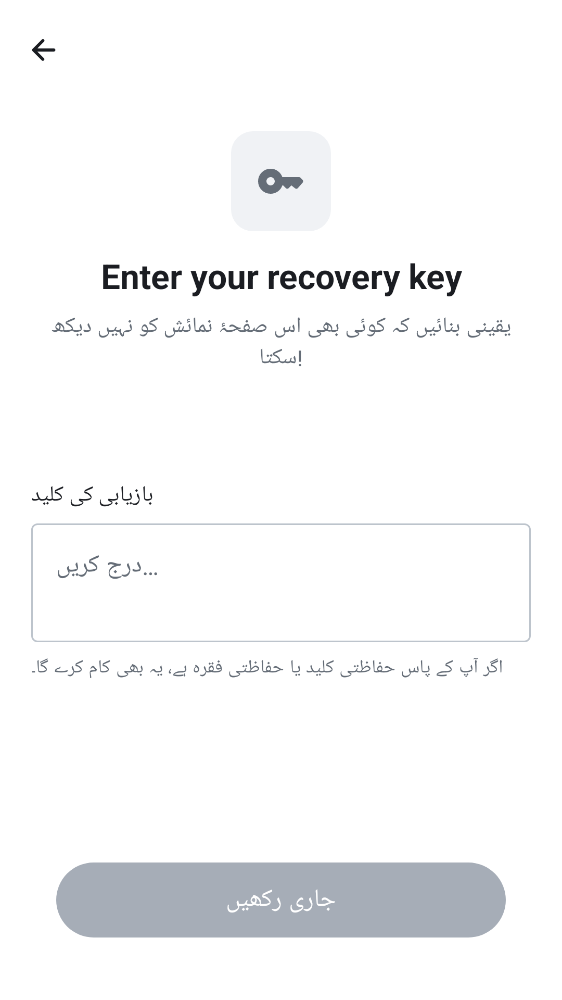 Enter your recovery key
یقینی بنائیں کہ کوئی بھی اس صفحۂ نمائش کو نہیں دیکھ
سکتا!
بازیابی کی کلید
درج کریں...
اگر آپ کے پاس حفاظتی کلید یا حفاظتی فقرہ ہے، یہ بھی کام کرے گا۔
جاری رکھیں